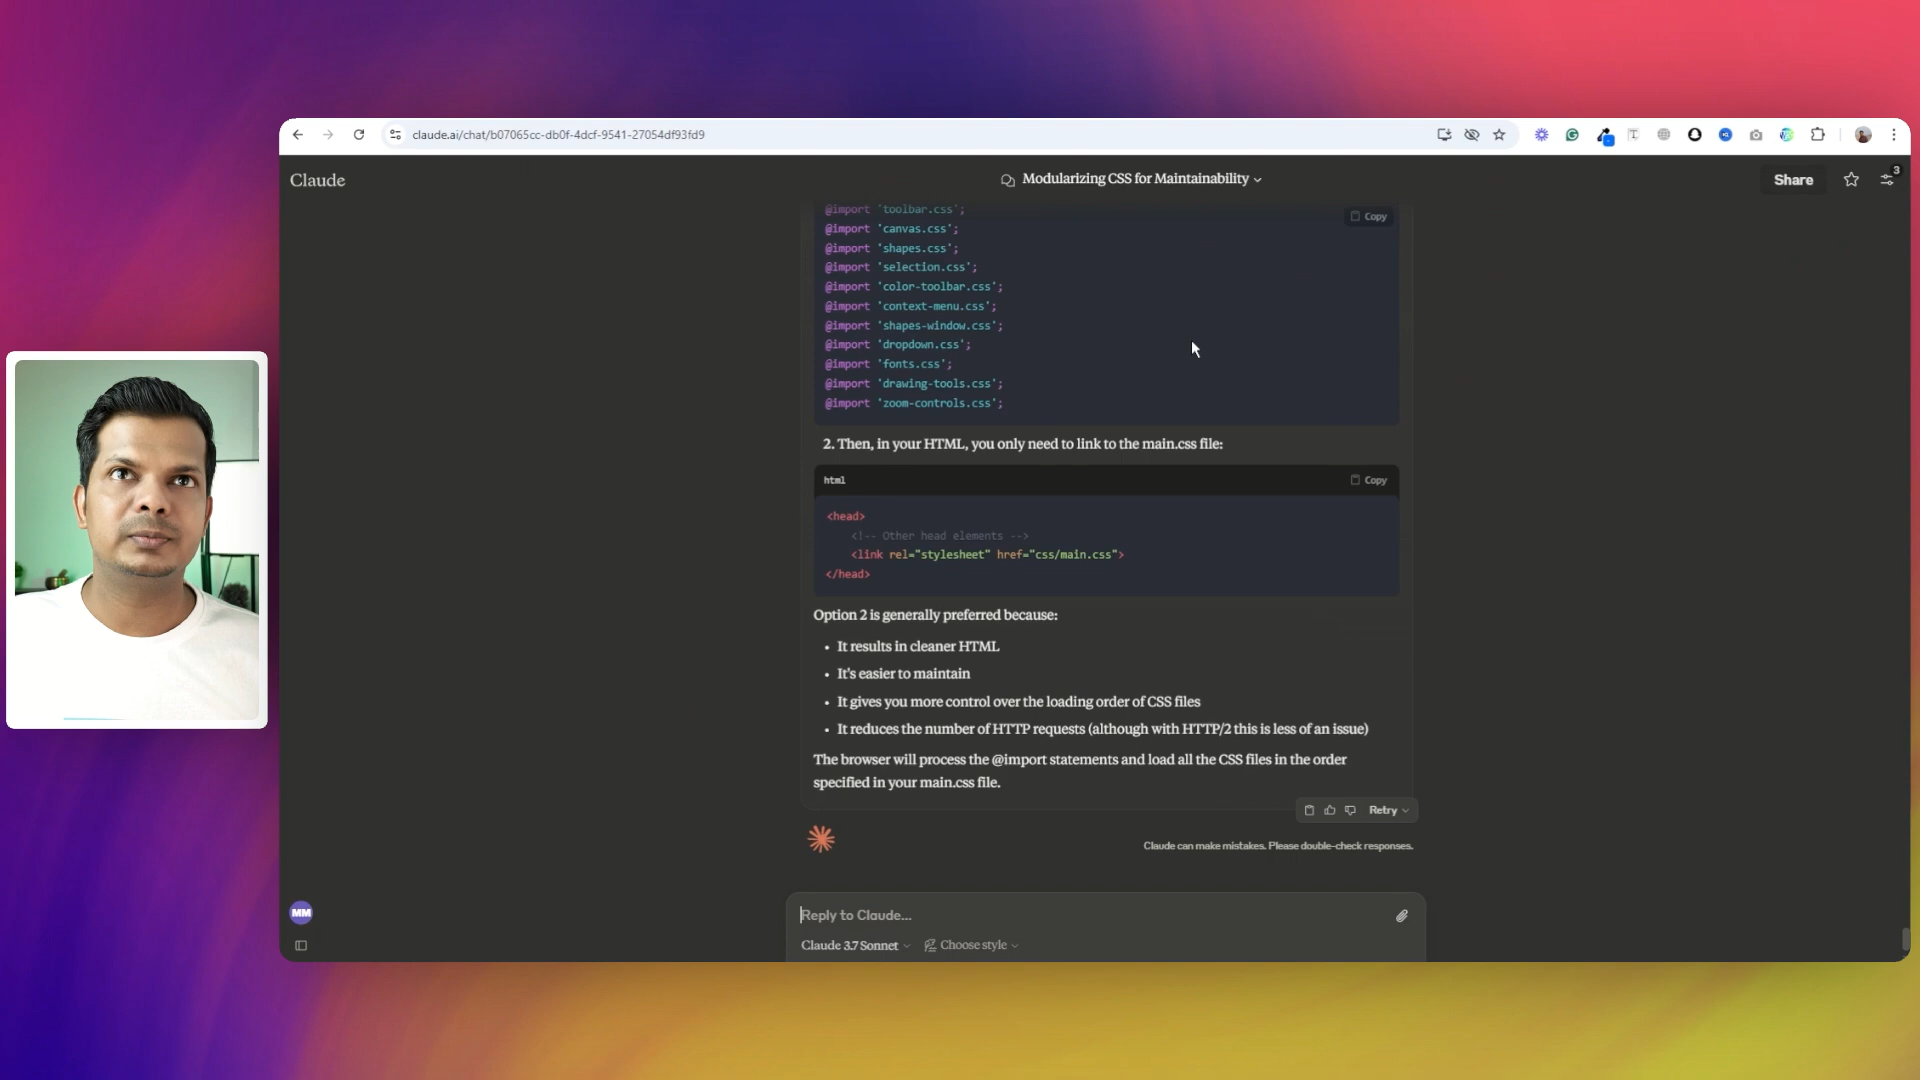 claude.ai/chat/b07065cc-db0f-4dcf-9541-27054df93fd9
Claude
Modularizing CSS for Maintainability
Share
3
@import 'toolbar.css';
Copy
@import 'canvas.css';
@import 'shapes.css';
@import 'selection.css';
@import 'color-toolbar.css';
@import 'context-menu.css';
@import 'shapes-window.css';
@import 'dropdown.css';
@import 'fonts.css';
@import 'drawing-tools.css';
@import 'zoom-controls.css';
2. Then, in your HTML, you only need to link to the main.css file:
html
Copy
<head>
<!-- Other head elements -->
<link rel="stylesheet" href="css/main.css">
</head>
Option 2 is generally preferred because:
• It results in cleaner HTML
• It's easier to maintain
• It gives you more control over the loading order of CSS files
• It reduces the number of HTTP requests (although with HTTP/2 this is less of an issue)
The browser will process the @import statements and load all the CSS files in the order
specified in your main.css file.
Retry
Claude can make mistakes. Please double-check responses.
MM
Reply to Claude...
Claude 3.7 Sonnet
Choose style